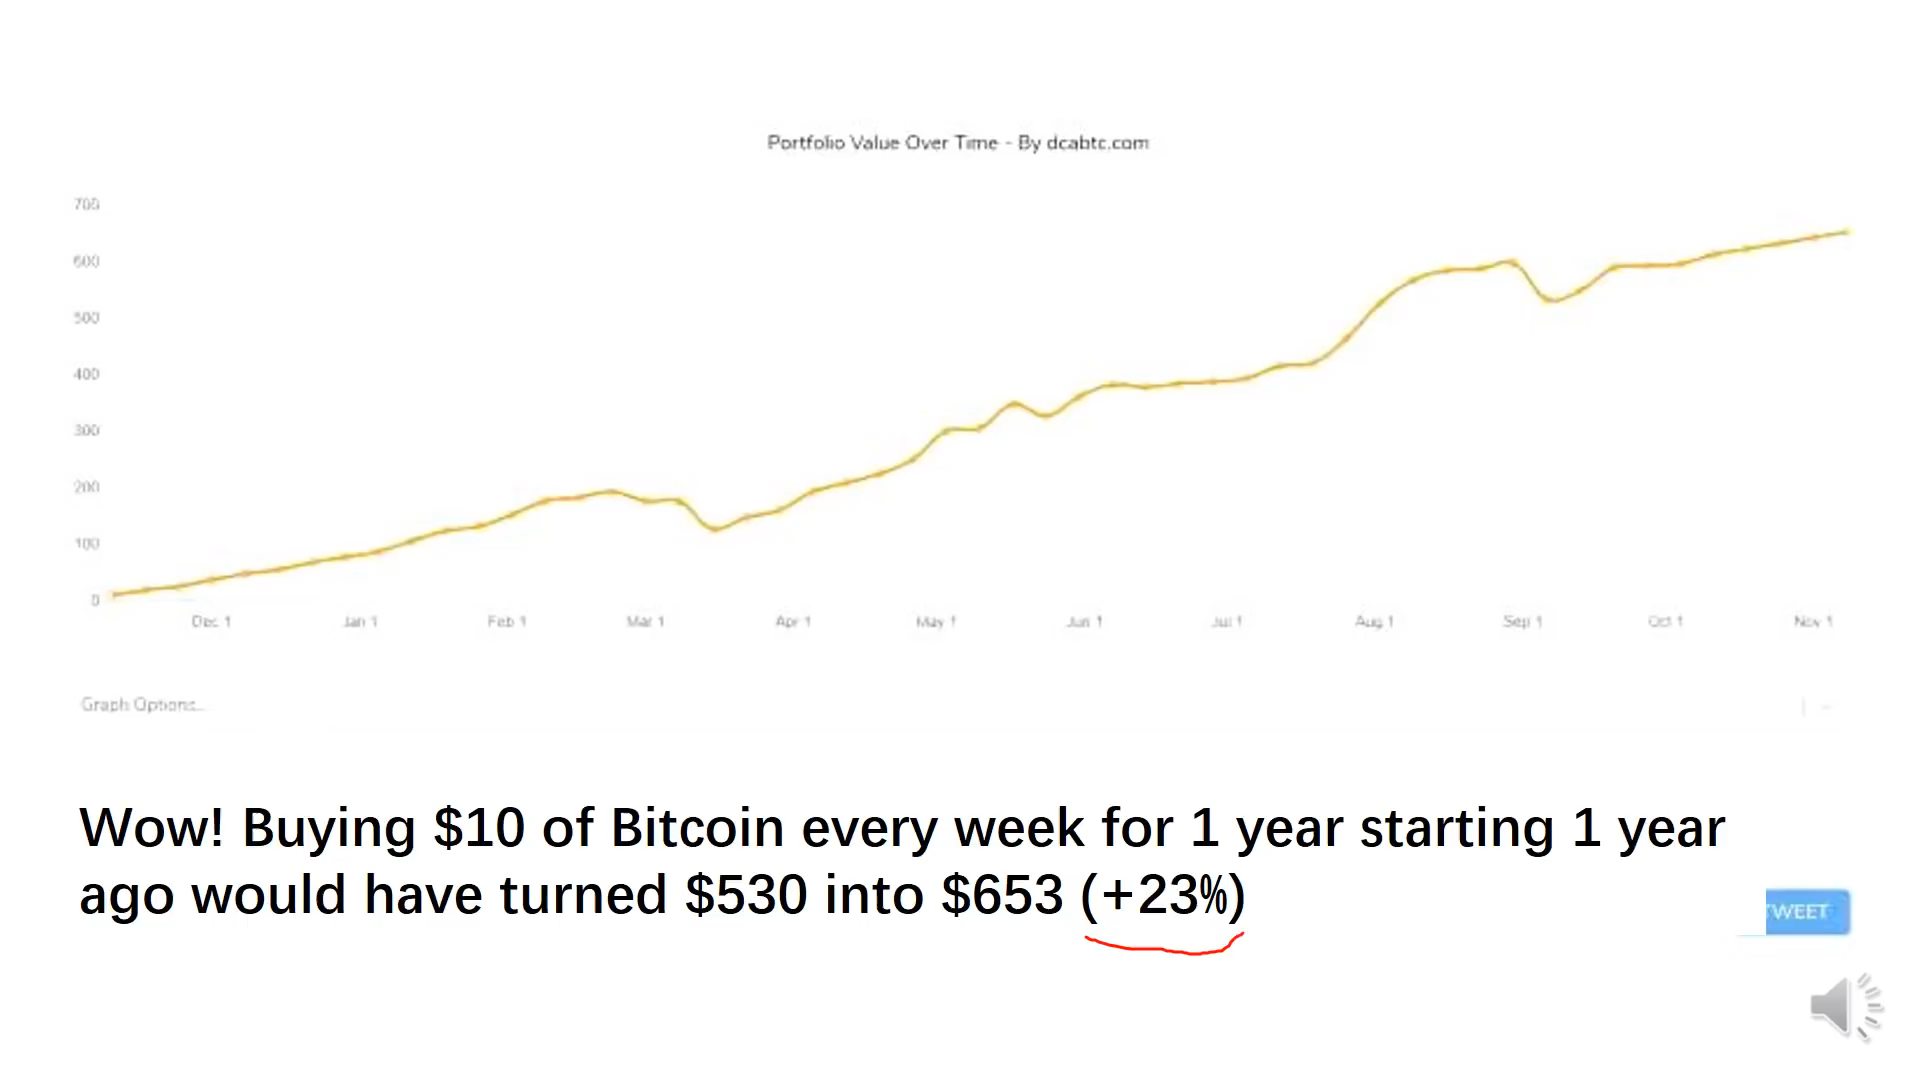 Portfolio Value Over Time - By dcabtc.com
700
600
500
400
300
200
100
0
Dec 1 Jan 1 Feb 1 Mar 1 Apr 1 May 1 Jun 1 Jul 1 Aug 1 Sep 1 Oct 1 Nov 1
Graph Options...
Wow! Buying $10 of Bitcoin every week for 1 year starting 1 year
ago would have turned $530 into $653 (+23%)
TWEET